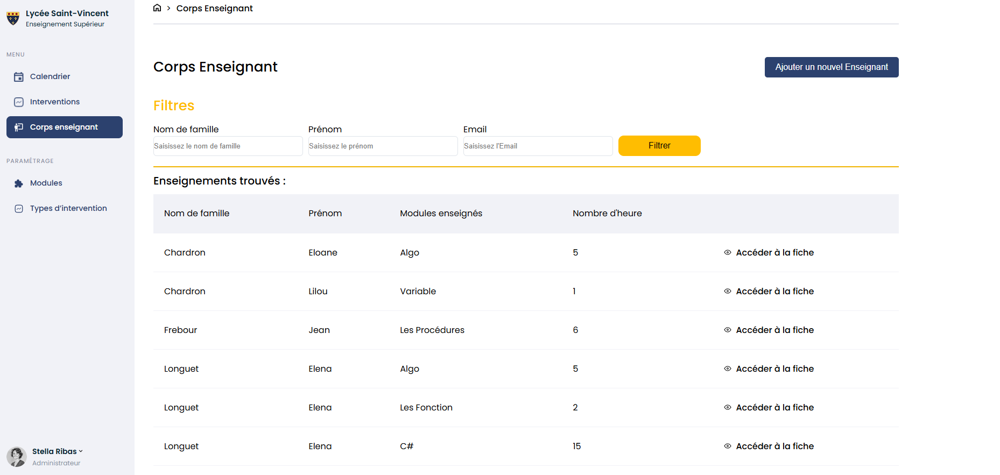 Lycée Saint-Vincent
Enseignement Supérieur
MENU
Calendrier
Interventions
Corps enseignant
PARAMÉTRAGE
Modules
Types d’intervention
Stella Ribas
Administrateur
> Corps Enseignant
Corps Enseignant
Ajouter un nouvel Enseignant
Filtres
Nom de famille Prénom Email
Saisissez le nom de famille Saisissez le prénom Saisissez l'Email Filtrer
Enseignements trouvés :
Nom de famille Prénom Modules enseignés Nombre d'heure
Chardron Eloane Algo 5 Accéder à la fiche
Chardron Lilou Variable 1 Accéder à la fiche
Frebour Jean Les Procédures 6 Accéder à la fiche
Longuet Elena Algo 5 Accéder à la fiche
Longuet Elena Les Fonction 2 Accéder à la fiche
Longuet Elena C# 15 Accéder à la fiche